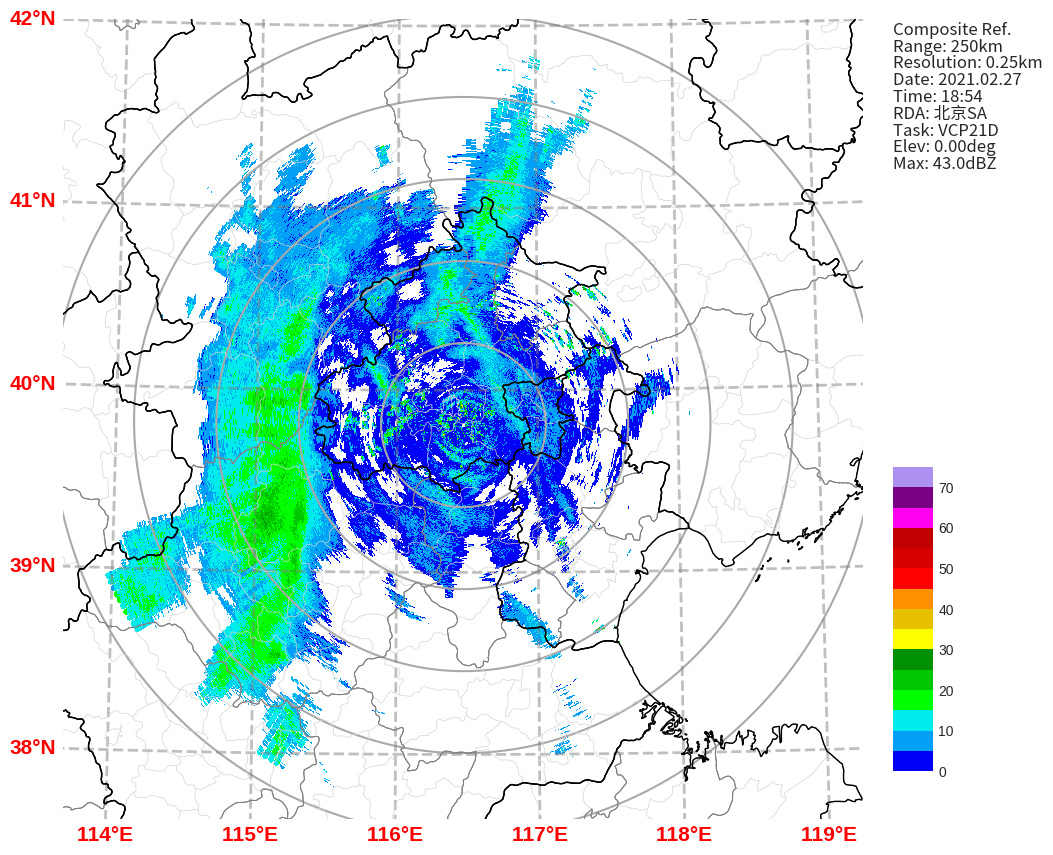 42°N
41°N
40°N
39°N
38°N
114°E
115°E
116°E
117°E
118°E
119°E
Composite Ref.
Range: 250km
Resolution: 0.25km
Date: 2021.02.27
Time: 18:54
RDA: 北京SA
Task: VCP21D
Elev: 0.00deg
Max: 43.0dBZ
70
60
50
40
30
20
10
0